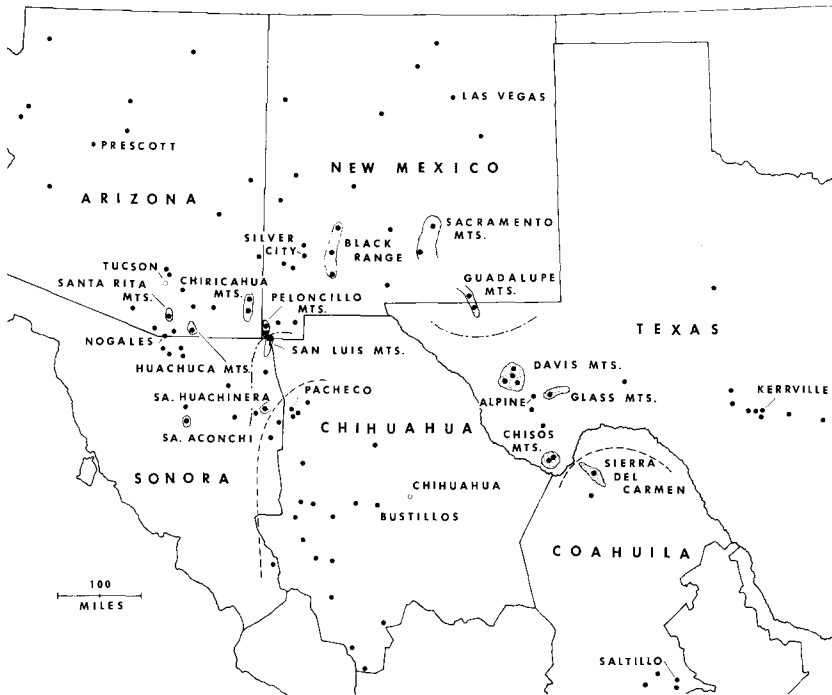 LAS VEGAS
PRESCOTT
NEW MEXICO
ARIZONA
SACRAMENTO
MTS.
SILVER
CITY
BLACK
RANGE
TUCSON
SANTA RITA
MTS.
CHIRICAHUA
MTS.
GUADALUPE
MTS.
PELONCILLO
MTS.
TEXAS
NOGALES
SAN LUIS MTS.
HUACHUCA MTS.
DAVIS MTS.
PACHECO
SA. HUACHINERA
ALPINE
GLASS MTS.
KERRVILLE
CHIHUAHUA
SA. ACONCHI
CHISOS
MTS.
SONORA
SIERRA
DEL
CARMEN
CHIHUAHUA
BUSTILLOS
COAHUILA
100
MILES
SALTILLO